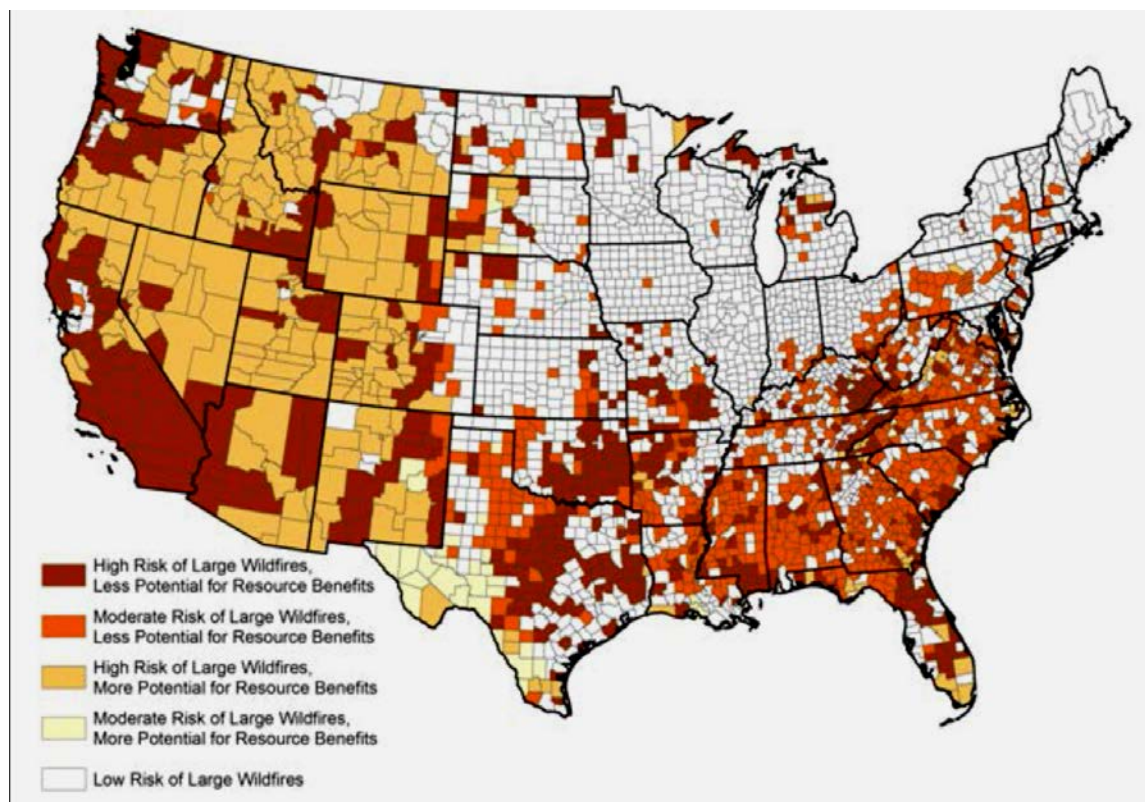 High Risk of Large Wildfires,
Less Potential for Resource Benefits
Moderate Risk of Large Wildfires,
Less Potential for Resource Benefits
High Risk of Large Wildfires,
More Potential for Resource Benefits
Moderate Risk of Large Wildfires,
More Potential for Resource Benefits
Low Risk of Large Wildfires